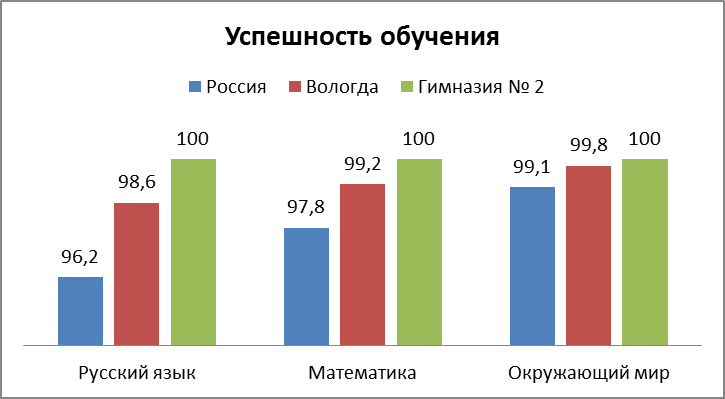 Успешность обучения
Россия Вологда Гимназия № 2
96,2 98,6 100 97,8 99,2 100 99,1 99,8 100
Русский язык Математика Окружающий мир